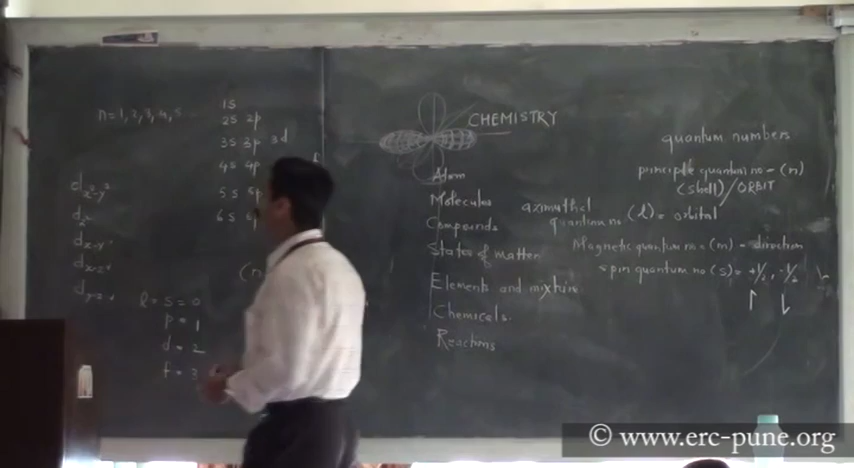 n=1,2,3,4,5
1s
2s 2p
3s 3p 3d
4s 4p
5s
6s
dx²-y²
dz²
l = s = 0
p = 1
d = 2
f = 3
(n
CHEMISTRY
Atom
Molecules
Compounds
States of matter
Elements and mixture
Chemicals.
Reactions
quantum numbers
principle quantum no - (n)
(shell)/ORBIT
azimuthal
quantum no (l) = orbital
Magnetic quantum no = (m) - direction
spin quantum no (s) = +1/2, -1/2
© www.erc-pune.org